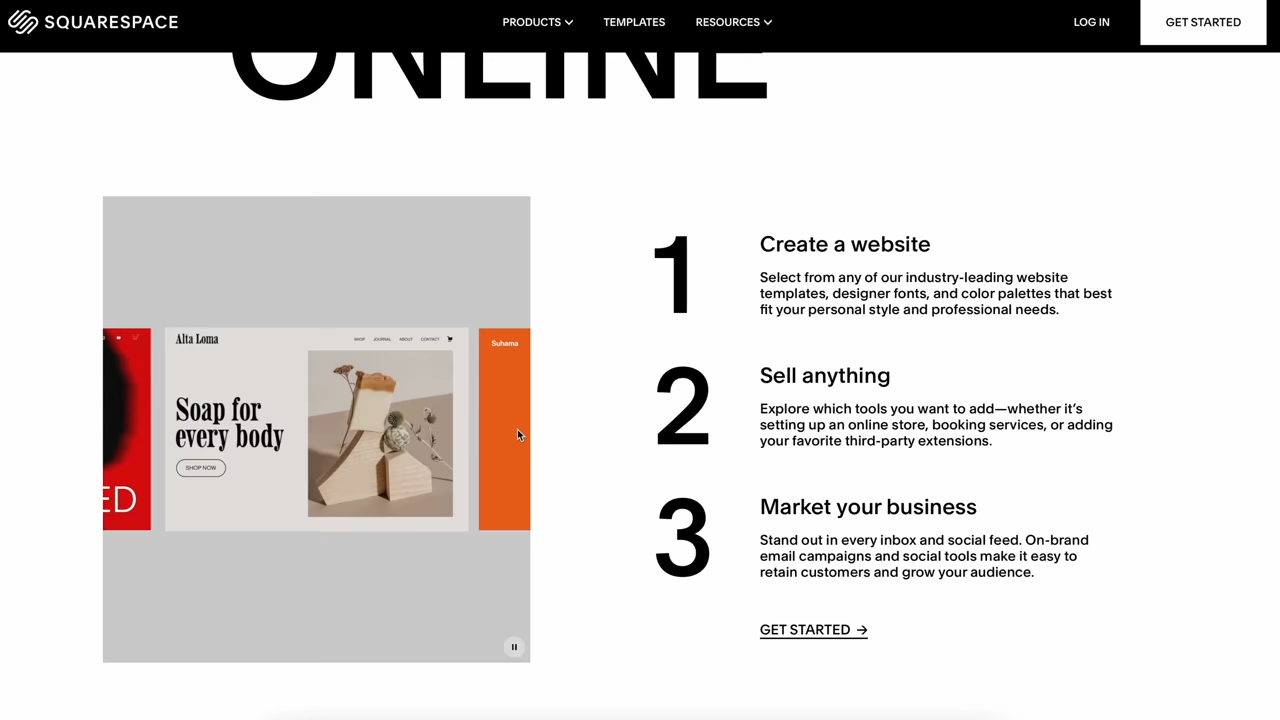 SQUARESPACE
PRODUCTS
TEMPLATES
RESOURCES
LOG IN
GET STARTED
ONLINE
1
Create a website
Select from any of our industry-leading website
templates, designer fonts, and color palettes that best
fit your personal style and professional needs.
2
Sell anything
Explore which tools you want to add—whether it's
setting up an online store, booking services, or adding
your favorite third-party extensions.
3
Market your business
Stand out in every inbox and social feed. On-brand
email campaigns and social tools make it easy to
retain customers and grow your audience.
GET STARTED →
ED
Alta Loma
SHOP JOURNAL ABOUT CONTACT
Soap for
every body
SHOP NOW
Suhama